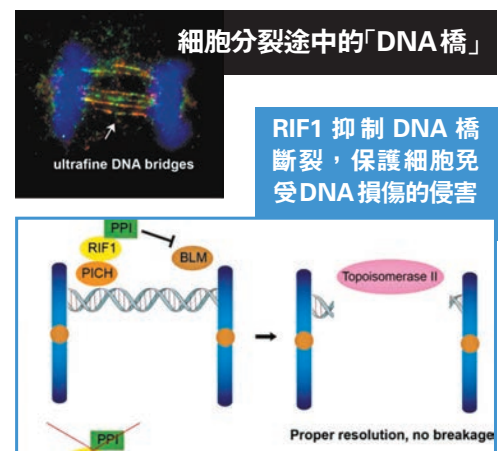 細胞分裂途中的「DNA橋」
ultrafine DNA bridges
RIF1 抑制 DNA 橋
斷裂，保護細胞免
受DNA損傷的侵害
PPI
RIF1
BLM
PICH
Topoisomerase II
Proper resolution, no breakage
PPI